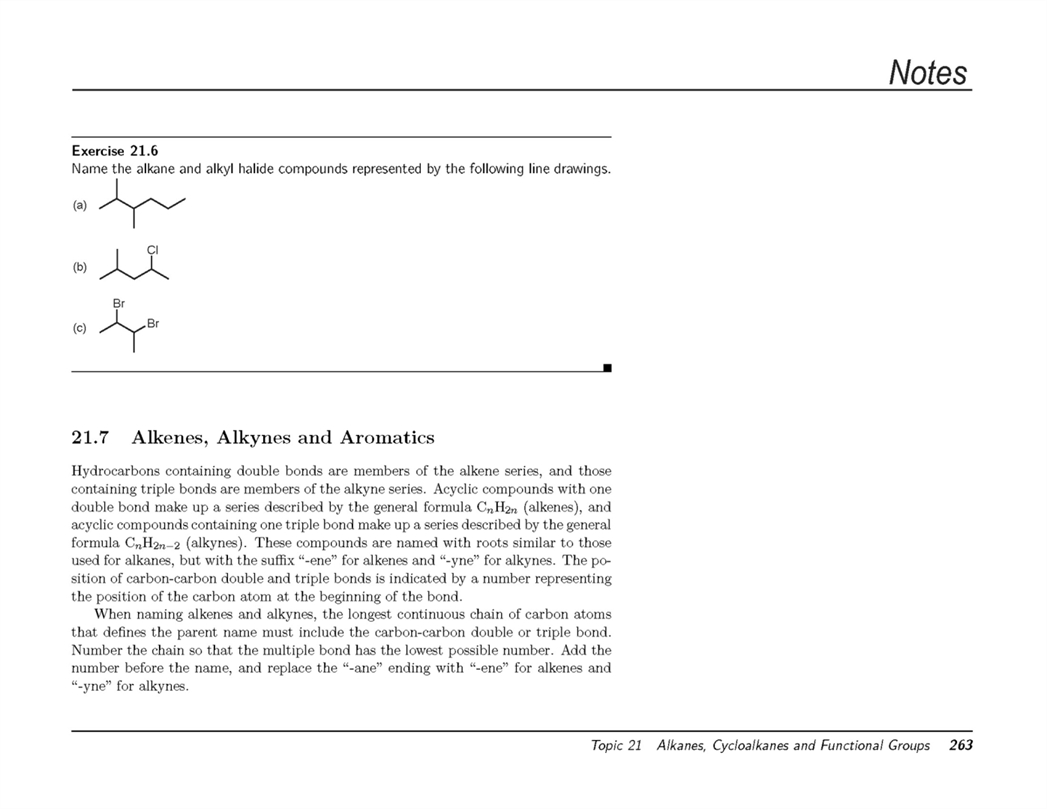 Notes
Exercise 21.6
Name the alkane and alkyl halide compounds represented by the following line drawings.
(a)
Cl
(b)
Br
Br
(c)
21.7 Alkenes, Alkynes and Aromatics
Hydrocarbons containing double bonds are members of the alkene series, and those
containing triple bonds are members of the alkyne series. Acyclic compounds with one
double bond make up a series described by the general formula CₙH₂ₙ (alkenes), and
acyclic compounds containing one triple bond make up a series described by the general
formula CₙH₂ₙ₋₂ (alkynes). These compounds are named with roots similar to those
used for alkanes, but with the suffix “-ene” for alkenes and “-yne” for alkynes. The po-
sition of carbon-carbon double and triple bonds is indicated by a number representing
the position of the carbon atom at the beginning of the bond.
When naming alkenes and alkynes, the longest continuous chain of carbon atoms
that defines the parent name must include the carbon-carbon double or triple bond.
Number the chain so that the multiple bond has the lowest possible number. Add the
number before the name, and replace the “-ane” ending with “-ene” for alkenes and
“-yne” for alkynes.
Topic 21 Alkanes, Cycloalkanes and Functional Groups 263